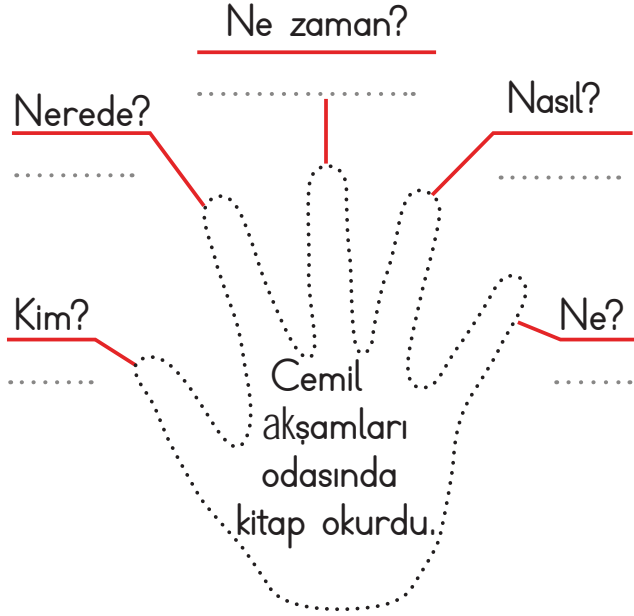 Ne zaman?
Nerede?
Nasıl?
Kim?
Ne?
Cemil
akşamları
odasında
kitap okurdu.